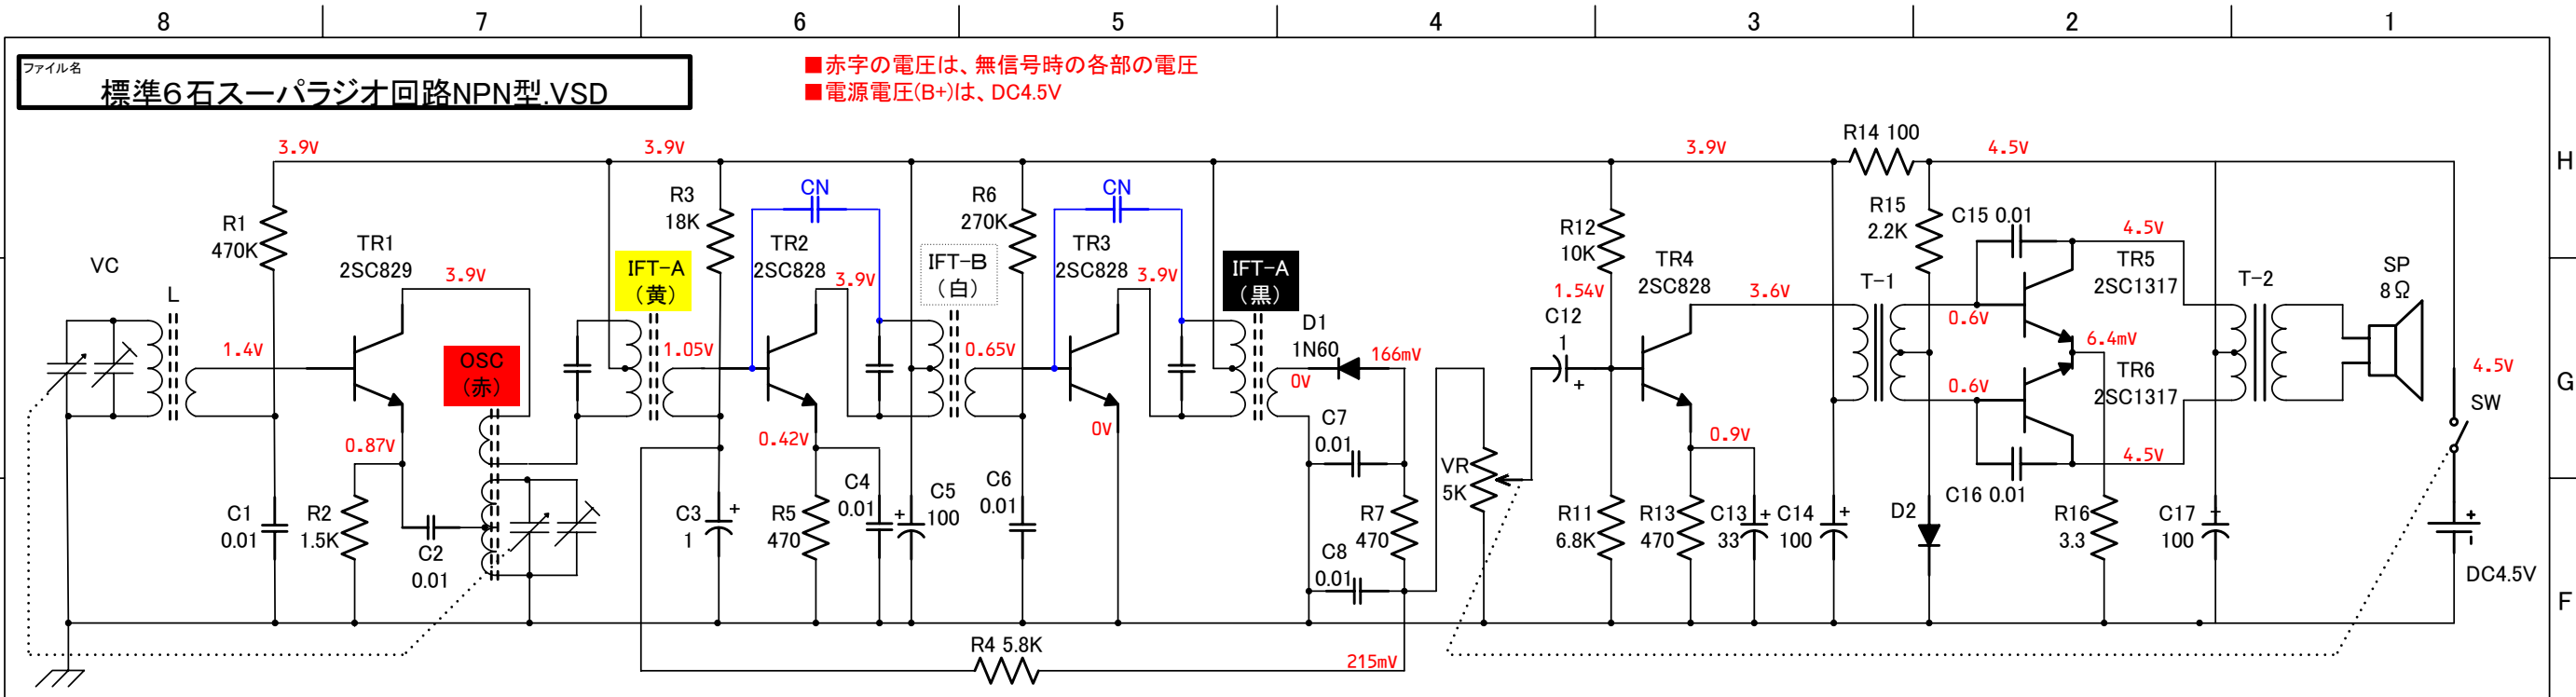 8 7 6 5 4 3 2 1
ファイル名
標準6石スーパラジオ回路NPN型.VSD
■赤字の電圧は、無信号時の各部の電圧
■電源電圧(B+)は、DC4.5V
H
G
F
3.9V
3.9V
3.9V
R14 100
4.5V
R1
470K
TR1
2SC829
3.9V
VC
L
1.4V
OSC
(赤)
0.87V
C1
0.01
R2
1.5K
C2
0.01
IFT-A
(黄)
R3
18K
CN
TR2
2SC828
3.9V
1.05V
0.42V
C3
1
+
R5
470
C4
0.01
+
C5
100
IFT-B
(白)
R6
270K
CN
TR3
2SC828
3.9V
0.65V
0V
C6
0.01
IFT-A
(黒)
D1
1N60
166mV
0V
C7
0.01
R7
470
C8
0.01
R4 5.8K
215mV
VR
5K
R12
10K
1.54V
C12
1
+
TR4
2SC828
3.6V
0.9V
R11
6.8K
R13
470
C13
33
+
C14
100
+
T-1
R15
2.2K
C15 0.01
4.5V
TR5
2SC1317
0.6V
6.4mV
0.6V
TR6
2SC1317
4.5V
C16 0.01
D2
R16
3.3
C17
100
+
T-2
SP
8Ω
4.5V
SW
+
DC4.5V